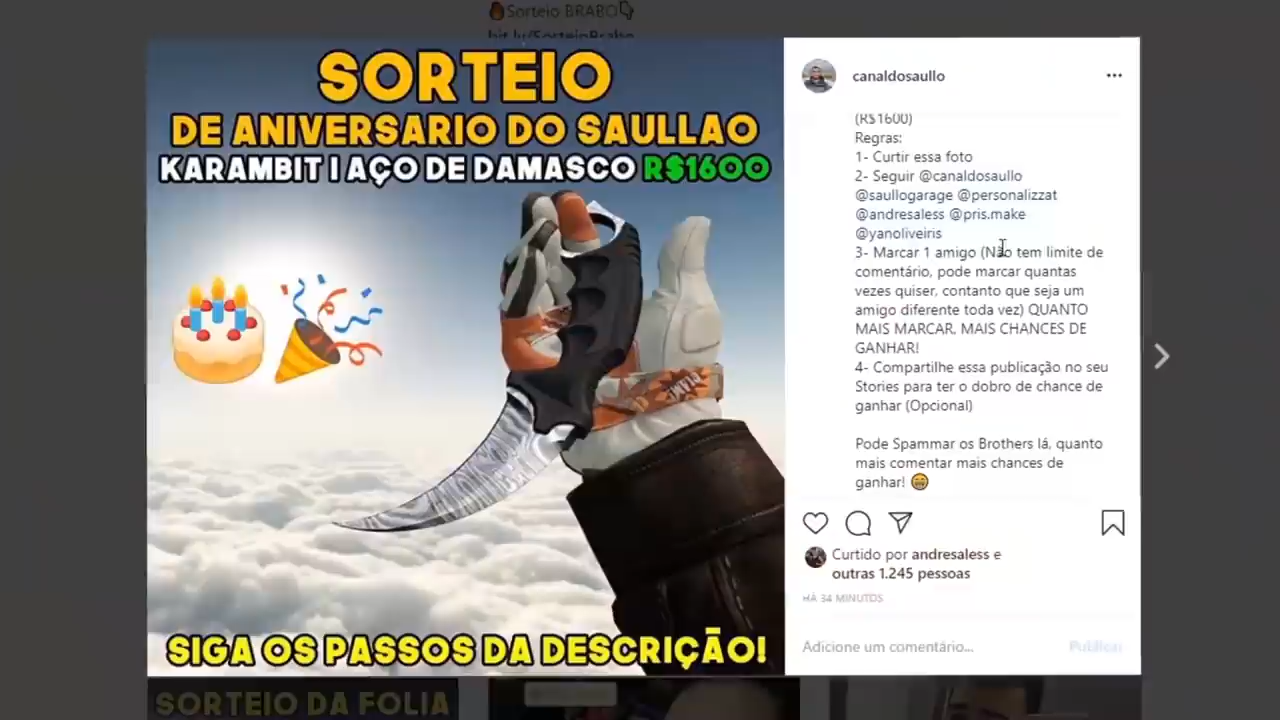 🔥Sorteio BRABO👇
bit.ly/SorteioBrabo
SORTEIO
DE ANIVERSARIO DO SAULLAO
KARAMBIT | AÇO DE DAMASCO R$1600
SIGA OS PASSOS DA DESCRIÇÃO!
canaldosaullo
(R$1600)
Regras:
1- Curtir essa foto
2- Seguir @canaldosaullo
@saullogarage @personalizzat
@andresaless @pris.make
@yanoliveiris
3- Marcar 1 amigo (Não tem limite de
comentário, pode marcar quantas
vezes quiser, contanto que seja um
amigo diferente toda vez) QUANTO
MAIS MARCAR, MAIS CHANCES DE
GANHAR!
4- Compartilhe essa publicação no seu
Stories para ter o dobro de chance de
ganhar (Opcional)
Pode Spammar os Brothers lá, quanto
mais comentar mais chances de
ganhar! 😁
Curtido por andresaless e
outras 1.245 pessoas
HÁ 34 MINUTOS
Adicione um comentário...
Publicar
SORTEIO DA FOLIA